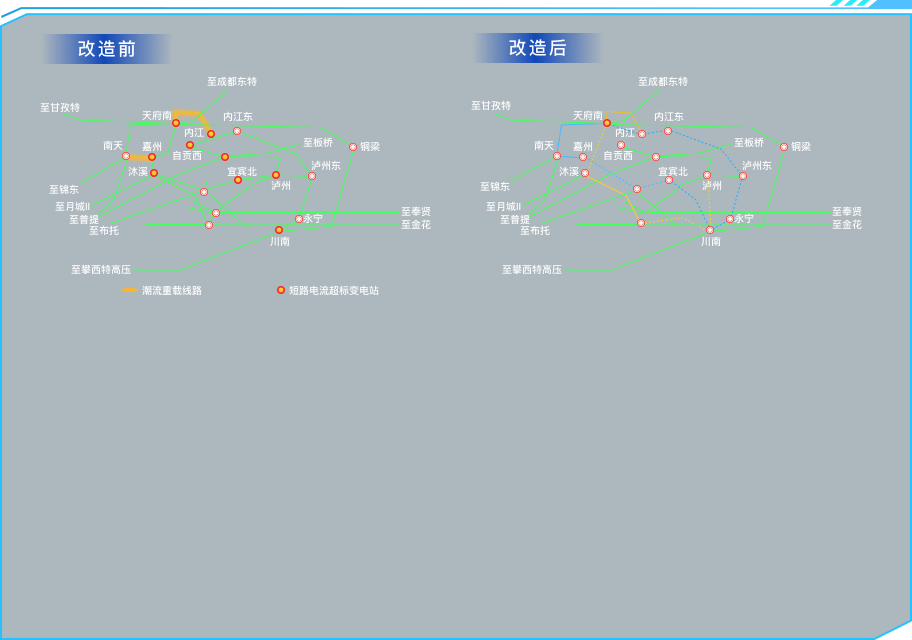 改造前
至成都东特
至甘孜特
天府南
内江东
内江
南天
嘉州
自贡西
至板桥
铜梁
沐溪
宜宾北
泸州东
泸州
至锦东
至月城II
至普提
至布托
永宁
至奉贤
至金花
川南
至攀西特高压
潮流重载线路
短路电流超标变电站
改造后
至成都东特
至甘孜特
天府南
内江东
内江
南天
嘉州
自贡西
至板桥
铜梁
沐溪
宜宾北
泸州东
泸州
至锦东
至月城II
至普提
至布托
永宁
至奉贤
至金花
川南
至攀西特高压